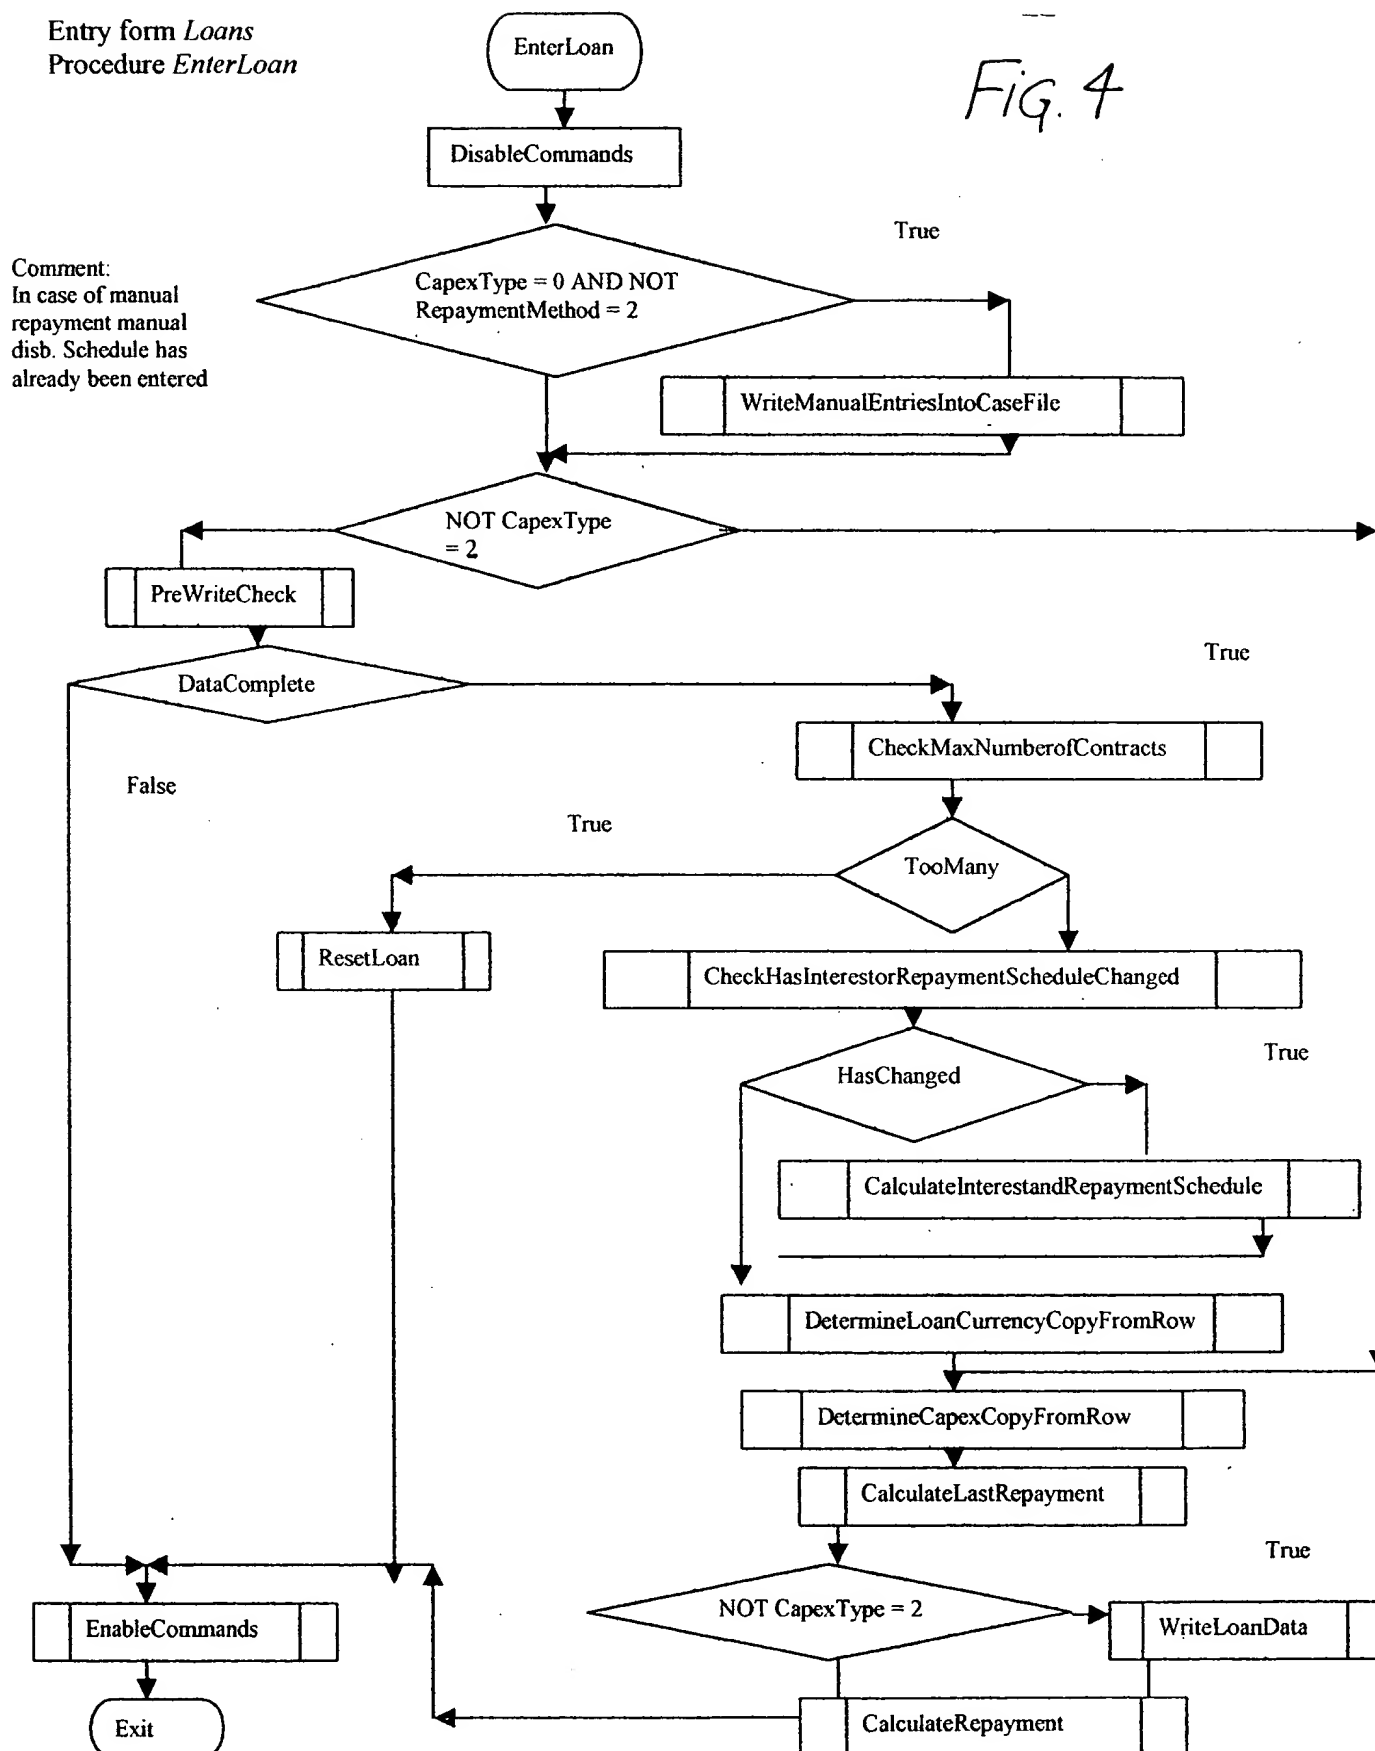 Entry form Loans
Procedure EnterLoan
EnterLoan
FiG. 4
DisableCommands
True
Comment:
In case of manual
repayment manual
disb. Schedule has
already been entered
CapexType = 0 AND NOT
RepaymentMethod = 2
WriteManualEntriesIntoCaseFile
NOT CapexType
= 2
PreWriteCheck
True
DataComplete
CheckMaxNumberofContracts
False
True
TooMany
ResetLoan
CheckHasInterestorRepaymentScheduleChanged
True
HasChanged
CalculateInterestandRepaymentSchedule
DetermineLoanCurrencyCopyFromRow
DetermineCapexCopyFromRow
CalculateLastRepayment
True
NOT CapexType = 2
WriteLoanData
EnableCommands
Exit
CalculateRepayment